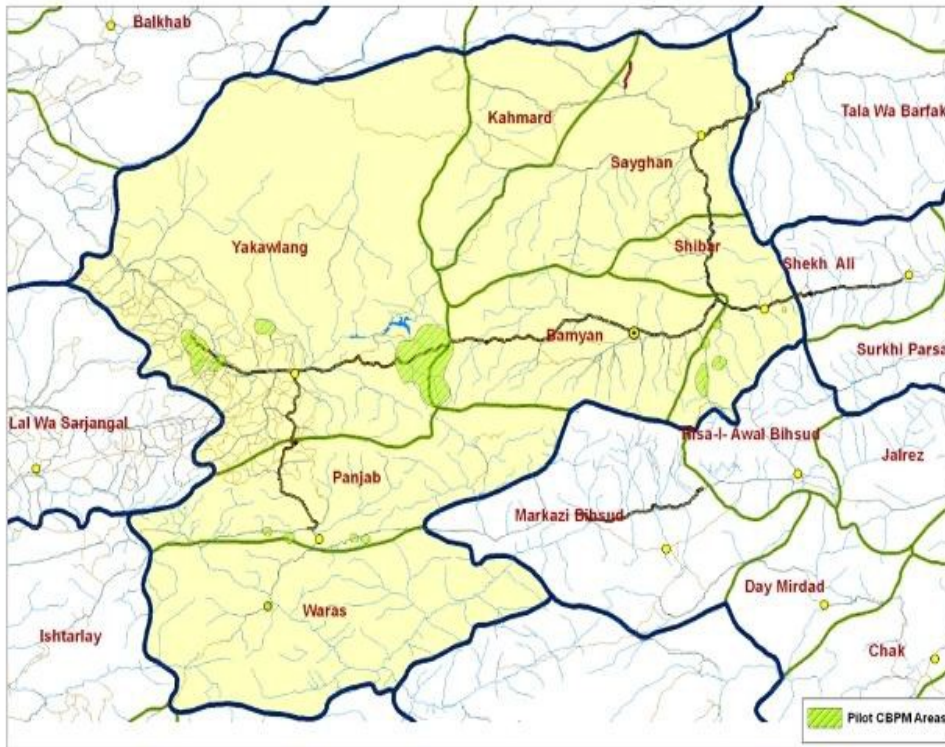 Balkhab
Kahmard
Tala Wa Barfak
Sayghan
Yakawlang
Shibar
Shekh Ali
Bamyan
Surkhi Parsa
Lal Wa Sarjangal
Hisa-I- Awal Bihsud
Jalrez
Panjab
Markazi Bihsud
Day Mirdad
Waras
Ishtarlay
Chak
Pilot CBPM Areas